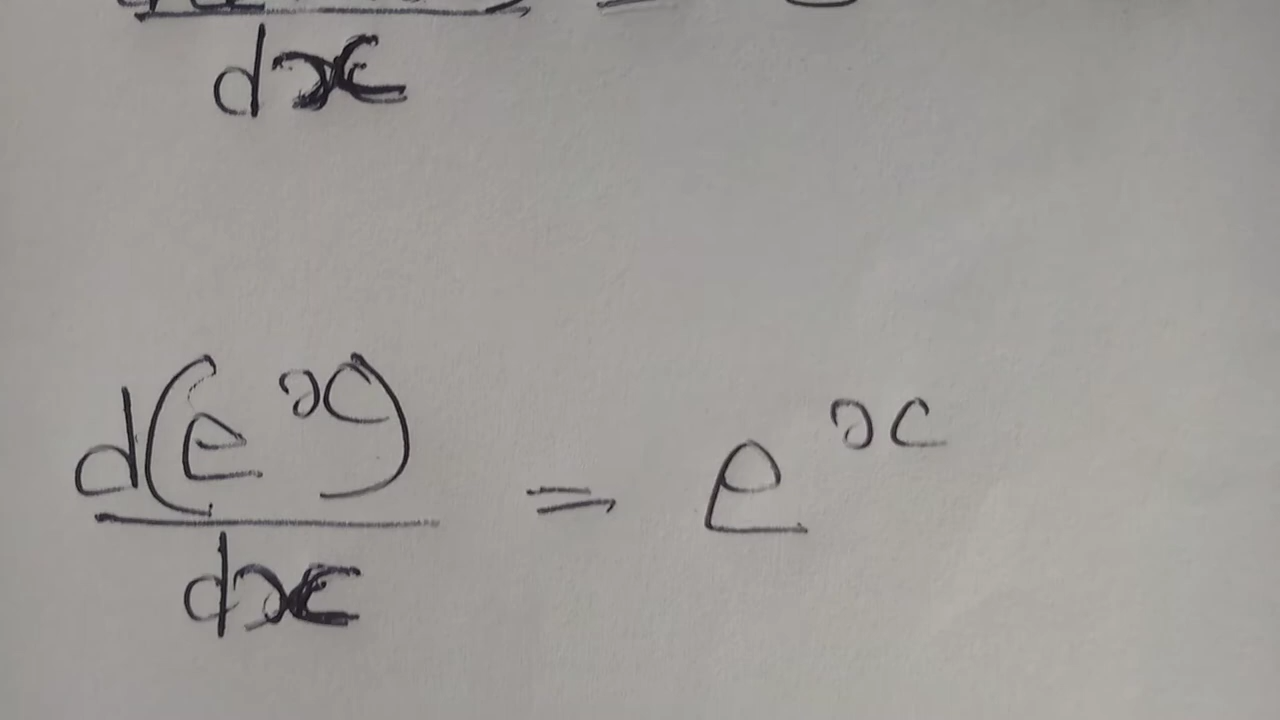 dx
d(e^x)/dx = e^x